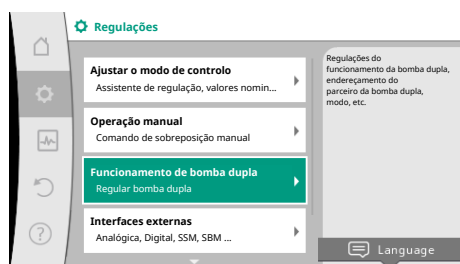 Regulações
Ajustar o modo de controlo
Assistente de regulação, valores nomin...
Operação manual
Comando de sobreposição manual
Funcionamento de bomba dupla
Regular bomba dupla
Interfaces externas
Analógica, Digital, SSM, SBM ...
Regulações do
funcionamento da bomba dupla,
endereçamento do
parceiro da bomba dupla,
modo, etc.
Language